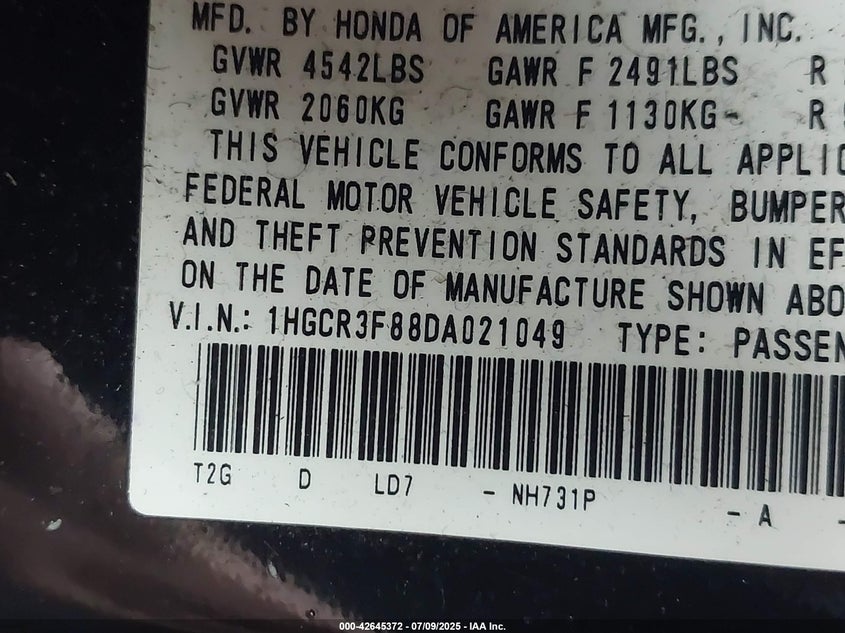 MFD. BY HONDA OF AMERICA MFG., INC.
GVWR 4542LBS GAWR F 2491LBS R
GVWR 2060KG GAWR F 1130KG R
THIS VEHICLE CONFORMS TO ALL APPLIC
FEDERAL MOTOR VEHICLE SAFETY, BUMPER
AND THEFT PREVENTION STANDARDS IN EF
ON THE DATE OF MANUFACTURE SHOWN ABO
V.I.N.: 1HGCR3F88DA021049 TYPE: PASSEN
T2G D LD7 - NH731P - A -
000-42645372 - 07/09/2025 - IAA Inc.